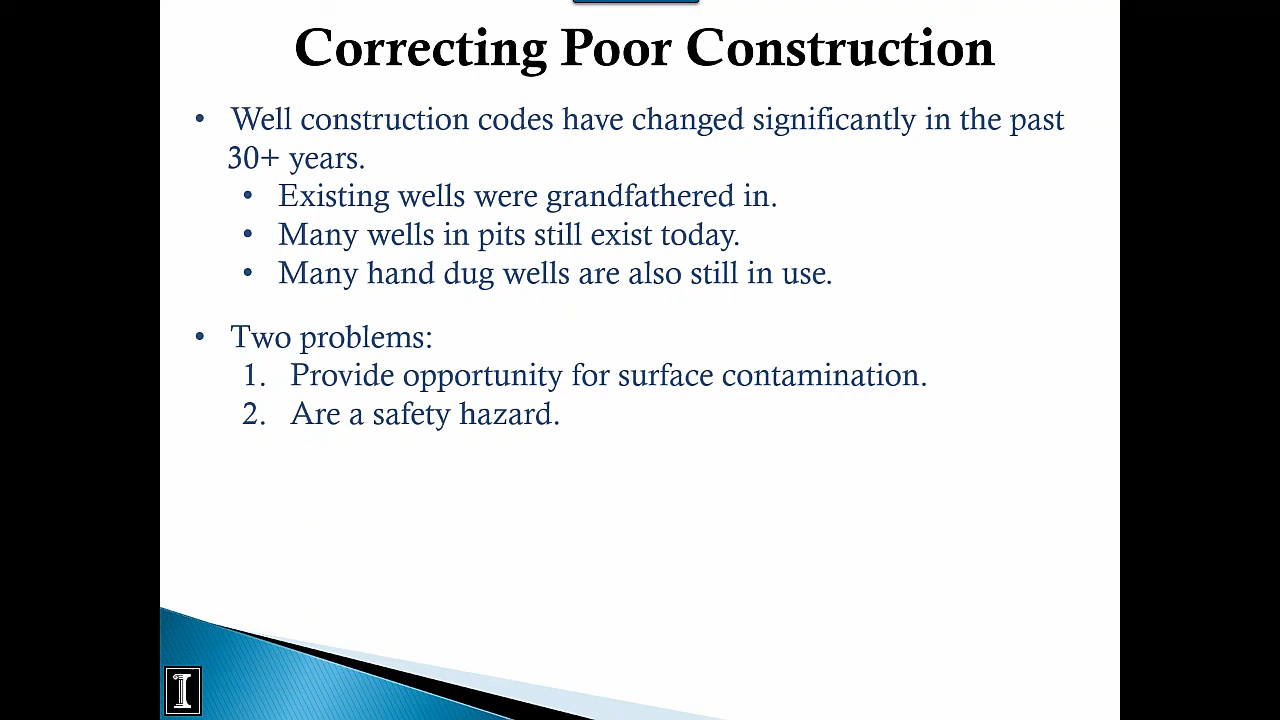 Correcting Poor Construction
• Well construction codes have changed significantly in the past
30+ years.
• Existing wells were grandfathered in.
• Many wells in pits still exist today.
• Many hand dug wells are also still in use.
• Two problems:
1. Provide opportunity for surface contamination.
2. Are a safety hazard.
I